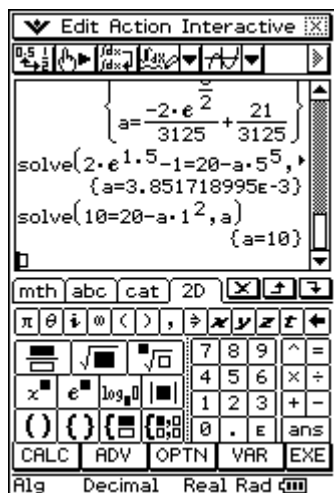 Edit Action Interactive
a=-2·e^2/3125+21/3125
solve(2·e^1.5-1=20-a·5^5,
{a=3.851718995E-3}
solve(10=20-a·1^2,a)
{a=10}
mth abc cat 2D
π θ i ∞ ( ) , ⇒ x y z t ←
7 8 9 ^ =
4 5 6 × ÷
x e log 1 2 3 + -
( ) { } 0 . E ans
CALC ADV OPTN VAR EXE
Alg Decimal Real Rad